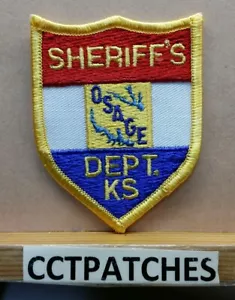 SHERIFF'S
OSAGE
DEPT.
KS
CCTPATCHES